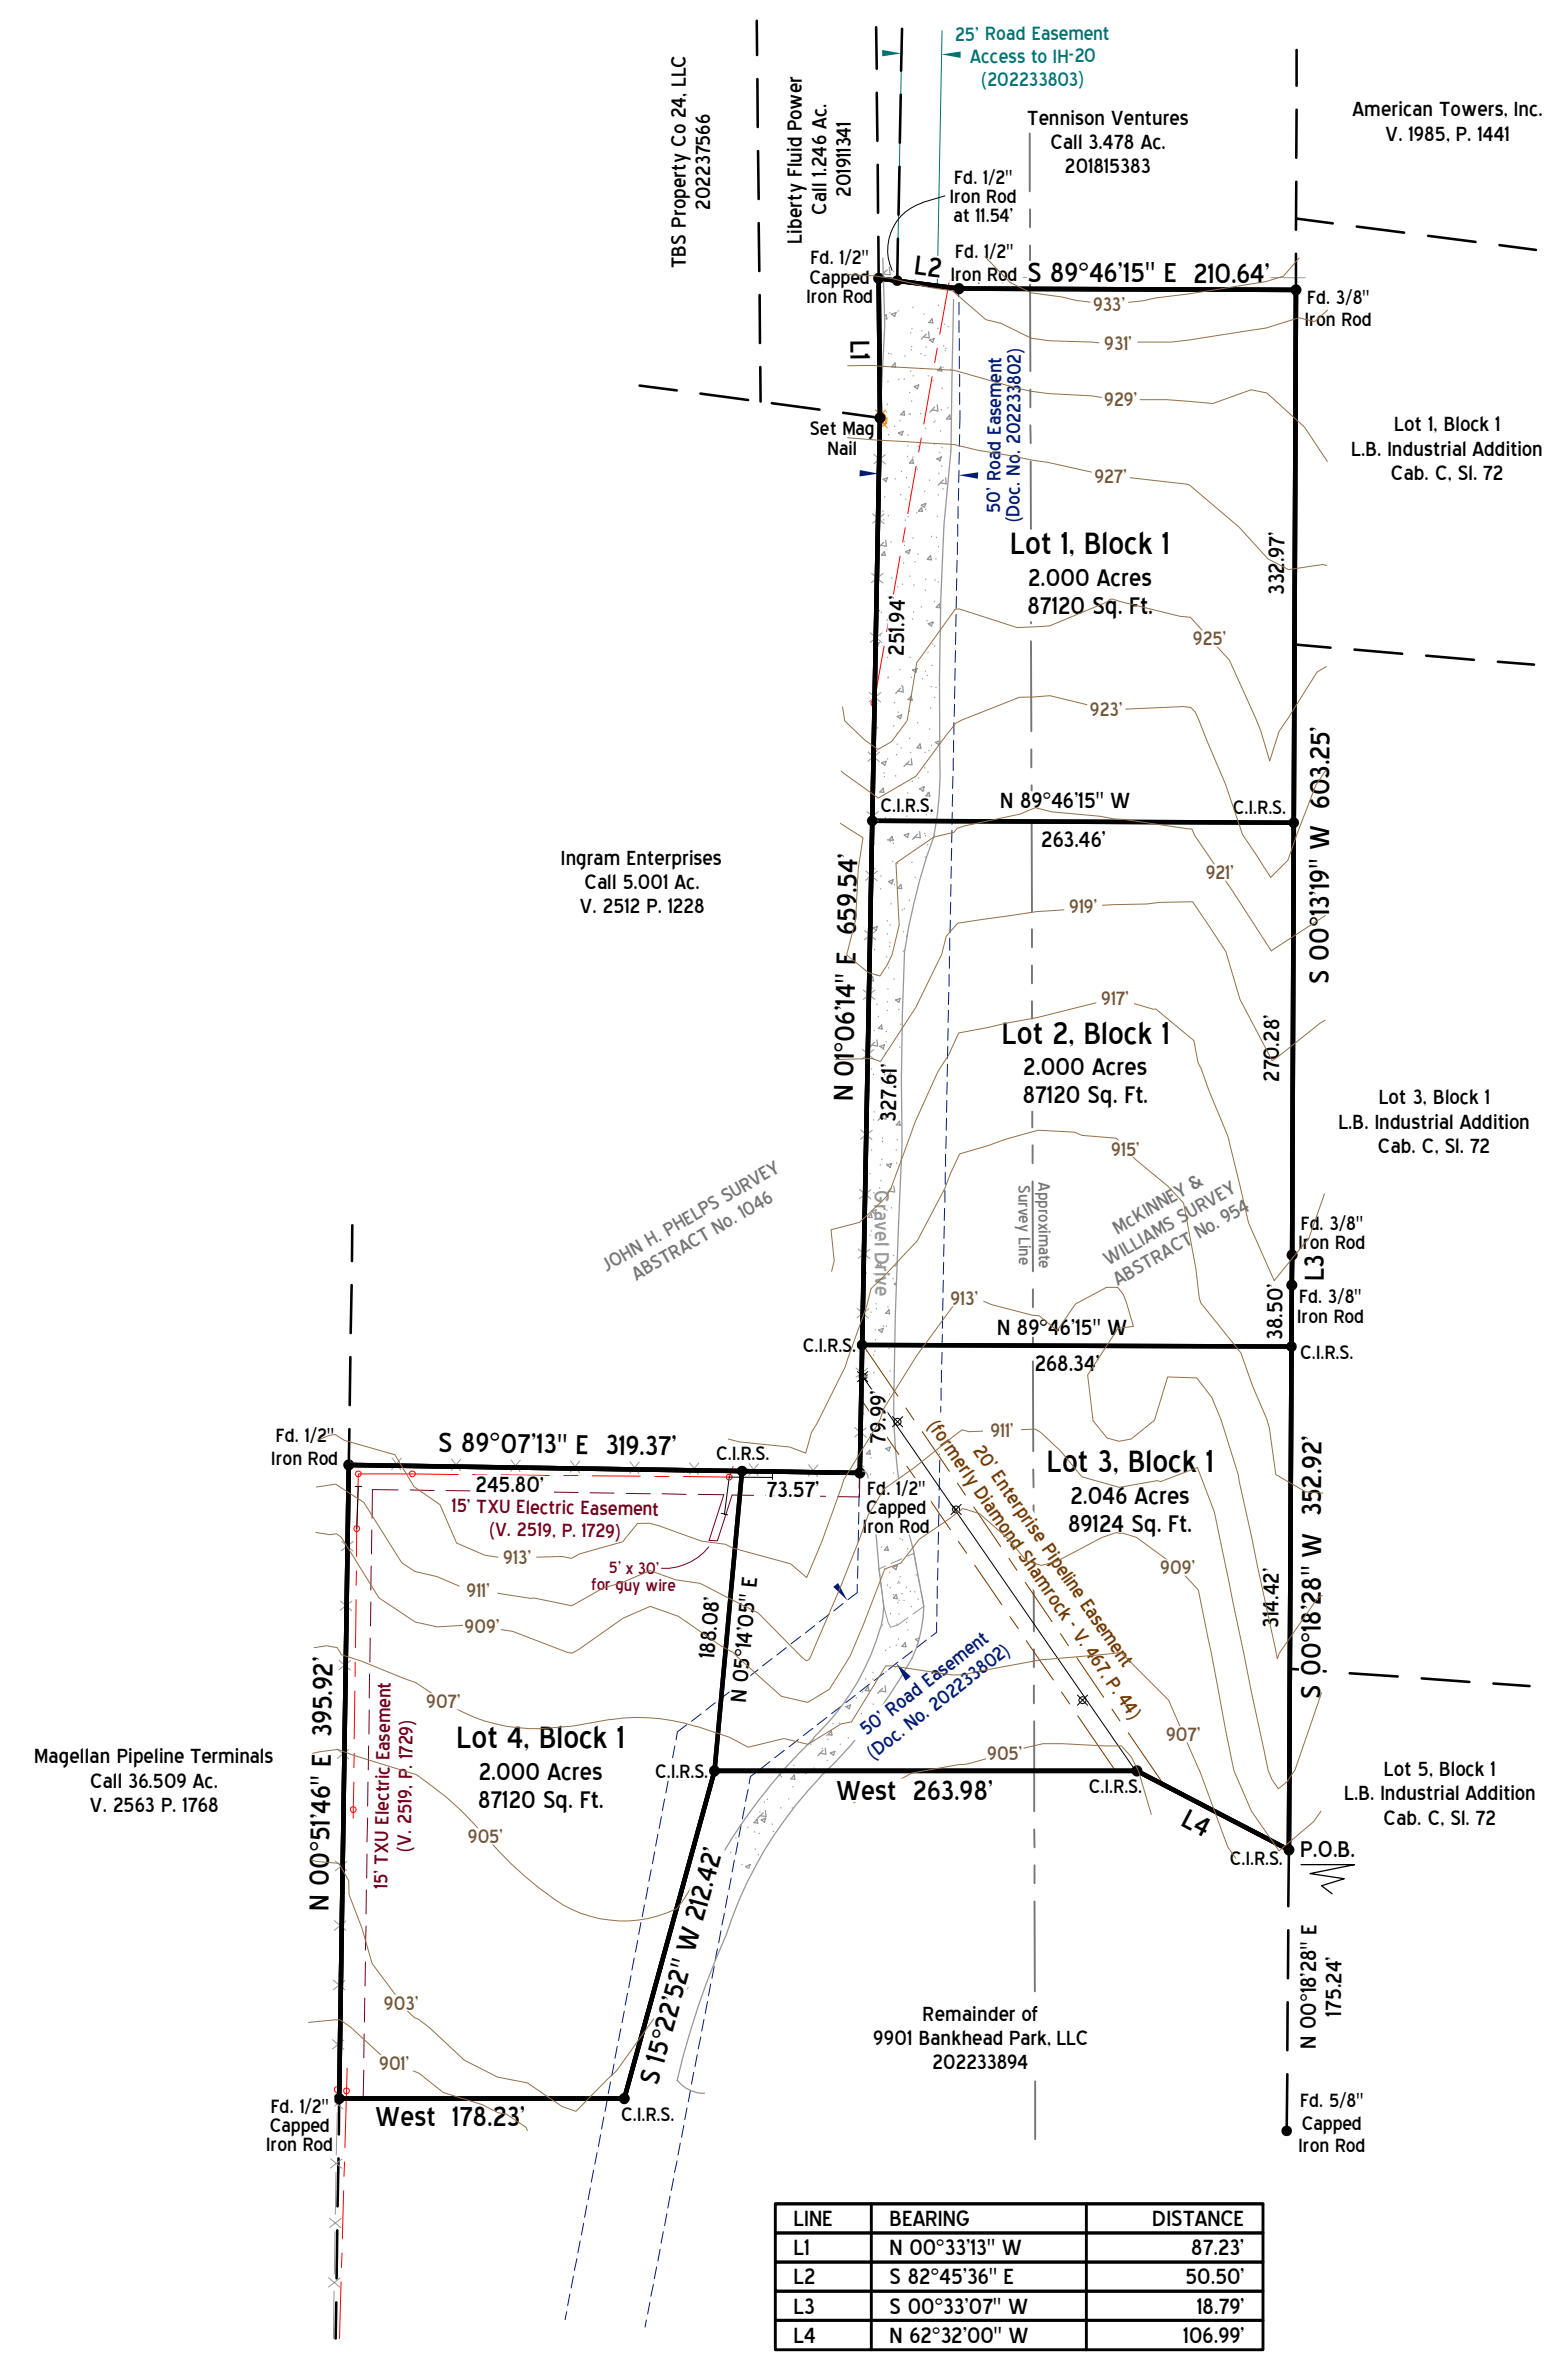 25' Road Easement
Access to IH-20
(202233803)
TBS Property Co 24, LLC
202237566
Liberty Fluid Power
Call 1.246 Ac.
201911341
Tennison Ventures
Call 3.478 Ac.
201815383
American Towers, Inc.
V. 1985, P. 1441
Fd. 1/2"
Iron Rod
at 11.54'
Fd. 1/2"
Capped
Iron Rod
L2
Fd. 1/2"
Iron Rod
S 89°46'15" E 210.64'
Fd. 3/8"
Iron Rod
933'
931'
L1
929'
50' Road Easement
(Doc. No. 202233802)
Set Mag
Nail
Lot 1, Block 1
L.B. Industrial Addition
Cab. C, Sl. 72
927'
Lot 1, Block 1
2.000 Acres
87120 Sq. Ft.
332.97'
251.94'
925'
923'
C.I.R.S.
N 89°46'15" W
263.46'
C.I.R.S.
S 00°13'19" W 603.25'
Ingram Enterprises
Call 5.001 Ac.
V. 2512 P. 1228
921'
919'
N 01°06'14" E 659.54'
917'
Lot 2, Block 1
2.000 Acres
87120 Sq. Ft.
270.28'
327.61'
Lot 3, Block 1
L.B. Industrial Addition
Cab. C, Sl. 72
915'
JOHN H. PHELPS SURVEY
ABSTRACT No. 1046
Gravel Drive
Approximate
Survey Line
McKINNEY &
WILLIAMS SURVEY
ABSTRACT No. 954
Fd. 3/8"
Iron Rod
L3
Fd. 3/8"
Iron Rod
38.50'
913'
C.I.R.S.
N 89°46'15" W
268.34'
C.I.R.S.
79.99'
911'
Fd. 1/2"
Iron Rod
S 89°07'13" E 319.37'
C.I.R.S.
245.80'
73.57'
15' TXU Electric Easement
(V. 2519, P. 1729)
Fd. 1/2"
Capped
Iron Rod
20' Enterprise Pipeline Easement
(formerly Diamond Shamrock - V. 467, P. 44)
Lot 3, Block 1
2.046 Acres
89124 Sq. Ft.
S 00°18'28" W 352.92'
314.42'
913'
5' x 30'
for guy wire
911'
909'
909'
188.08'
N 05°14'05" E
50' Road Easement
(Doc. No. 202233802)
907'
907'
905'
N 00°51'46" E 395.92'
15' TXU Electric Easement
(V. 2519, P. 1729)
Lot 4, Block 1
2.000 Acres
87120 Sq. Ft.
Magellan Pipeline Terminals
Call 36.509 Ac.
V. 2563 P. 1768
C.I.R.S.
West 263.98'
C.I.R.S.
L4
Lot 5, Block 1
L.B. Industrial Addition
Cab. C, Sl. 72
905'
C.I.R.S.
P.O.B.
S 15°22'52" W 212.42'
903'
901'
N 00°18'28" E
175.24'
Remainder of
9901 Bankhead Park, LLC
202233894
Fd. 1/2"
Capped
Iron Rod
West 178.23'
C.I.R.S.
Fd. 5/8"
Capped
Iron Rod
LINE BEARING DISTANCE
L1 N 00°33'13" W 87.23'
L2 S 82°45'36" E 50.50'
L3 S 00°33'07" W 18.79'
L4 N 62°32'00" W 106.99'